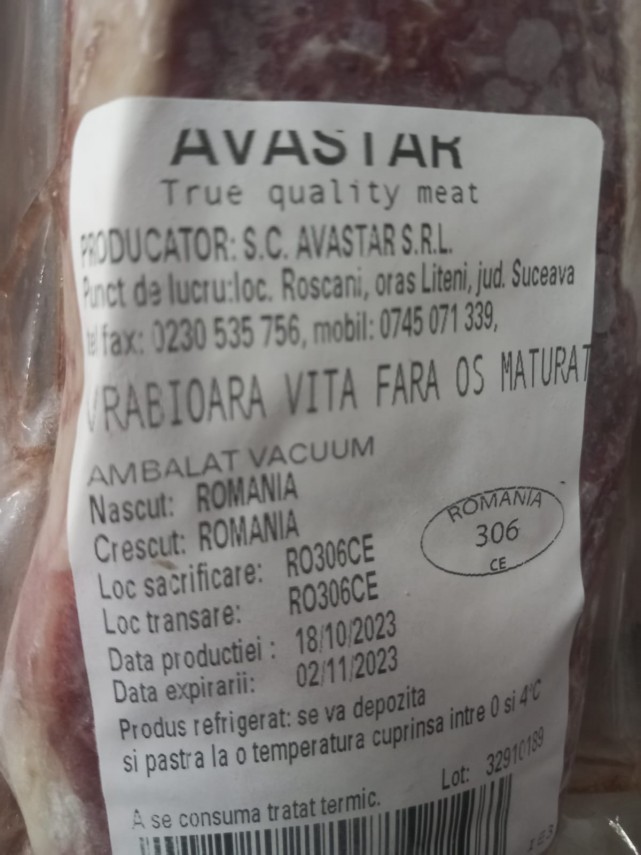 AVASTAR
True quality meat
PRODUCATOR: S.C. AVASTAR S.R.L.
Punct de lucru:loc. Roscani, oras Liteni, jud. Suceava
tel fax: 0230 535 756, mobil: 0745 071 339,
VRABIOARA VITA FARA OS MATURAT
AMBALAT VACUUM
Nascut: ROMANIA
Crescut: ROMANIA
Loc sacrificare: RO306CE
Loc transare: RO306CE
ROMANIA
306
CE
Data productiei : 18/10/2023
Data expirarii: 02/11/2023
Produs refrigerat: se va depozita
si pastra la o temperatura cuprinsa intre 0 si 4°C
Lot: 32910189
A se consuma tratat termic.